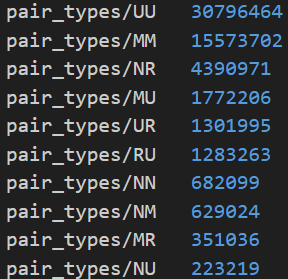 pair_types/UU 30796464
pair_types/MM 15573702
pair_types/NR 4390971
pair_types/MU 1772206
pair_types/UR 1301995
pair_types/RU 1283263
pair_types/NN 682099
pair_types/NM 629024
pair_types/MR 351036
pair_types/NU 223219